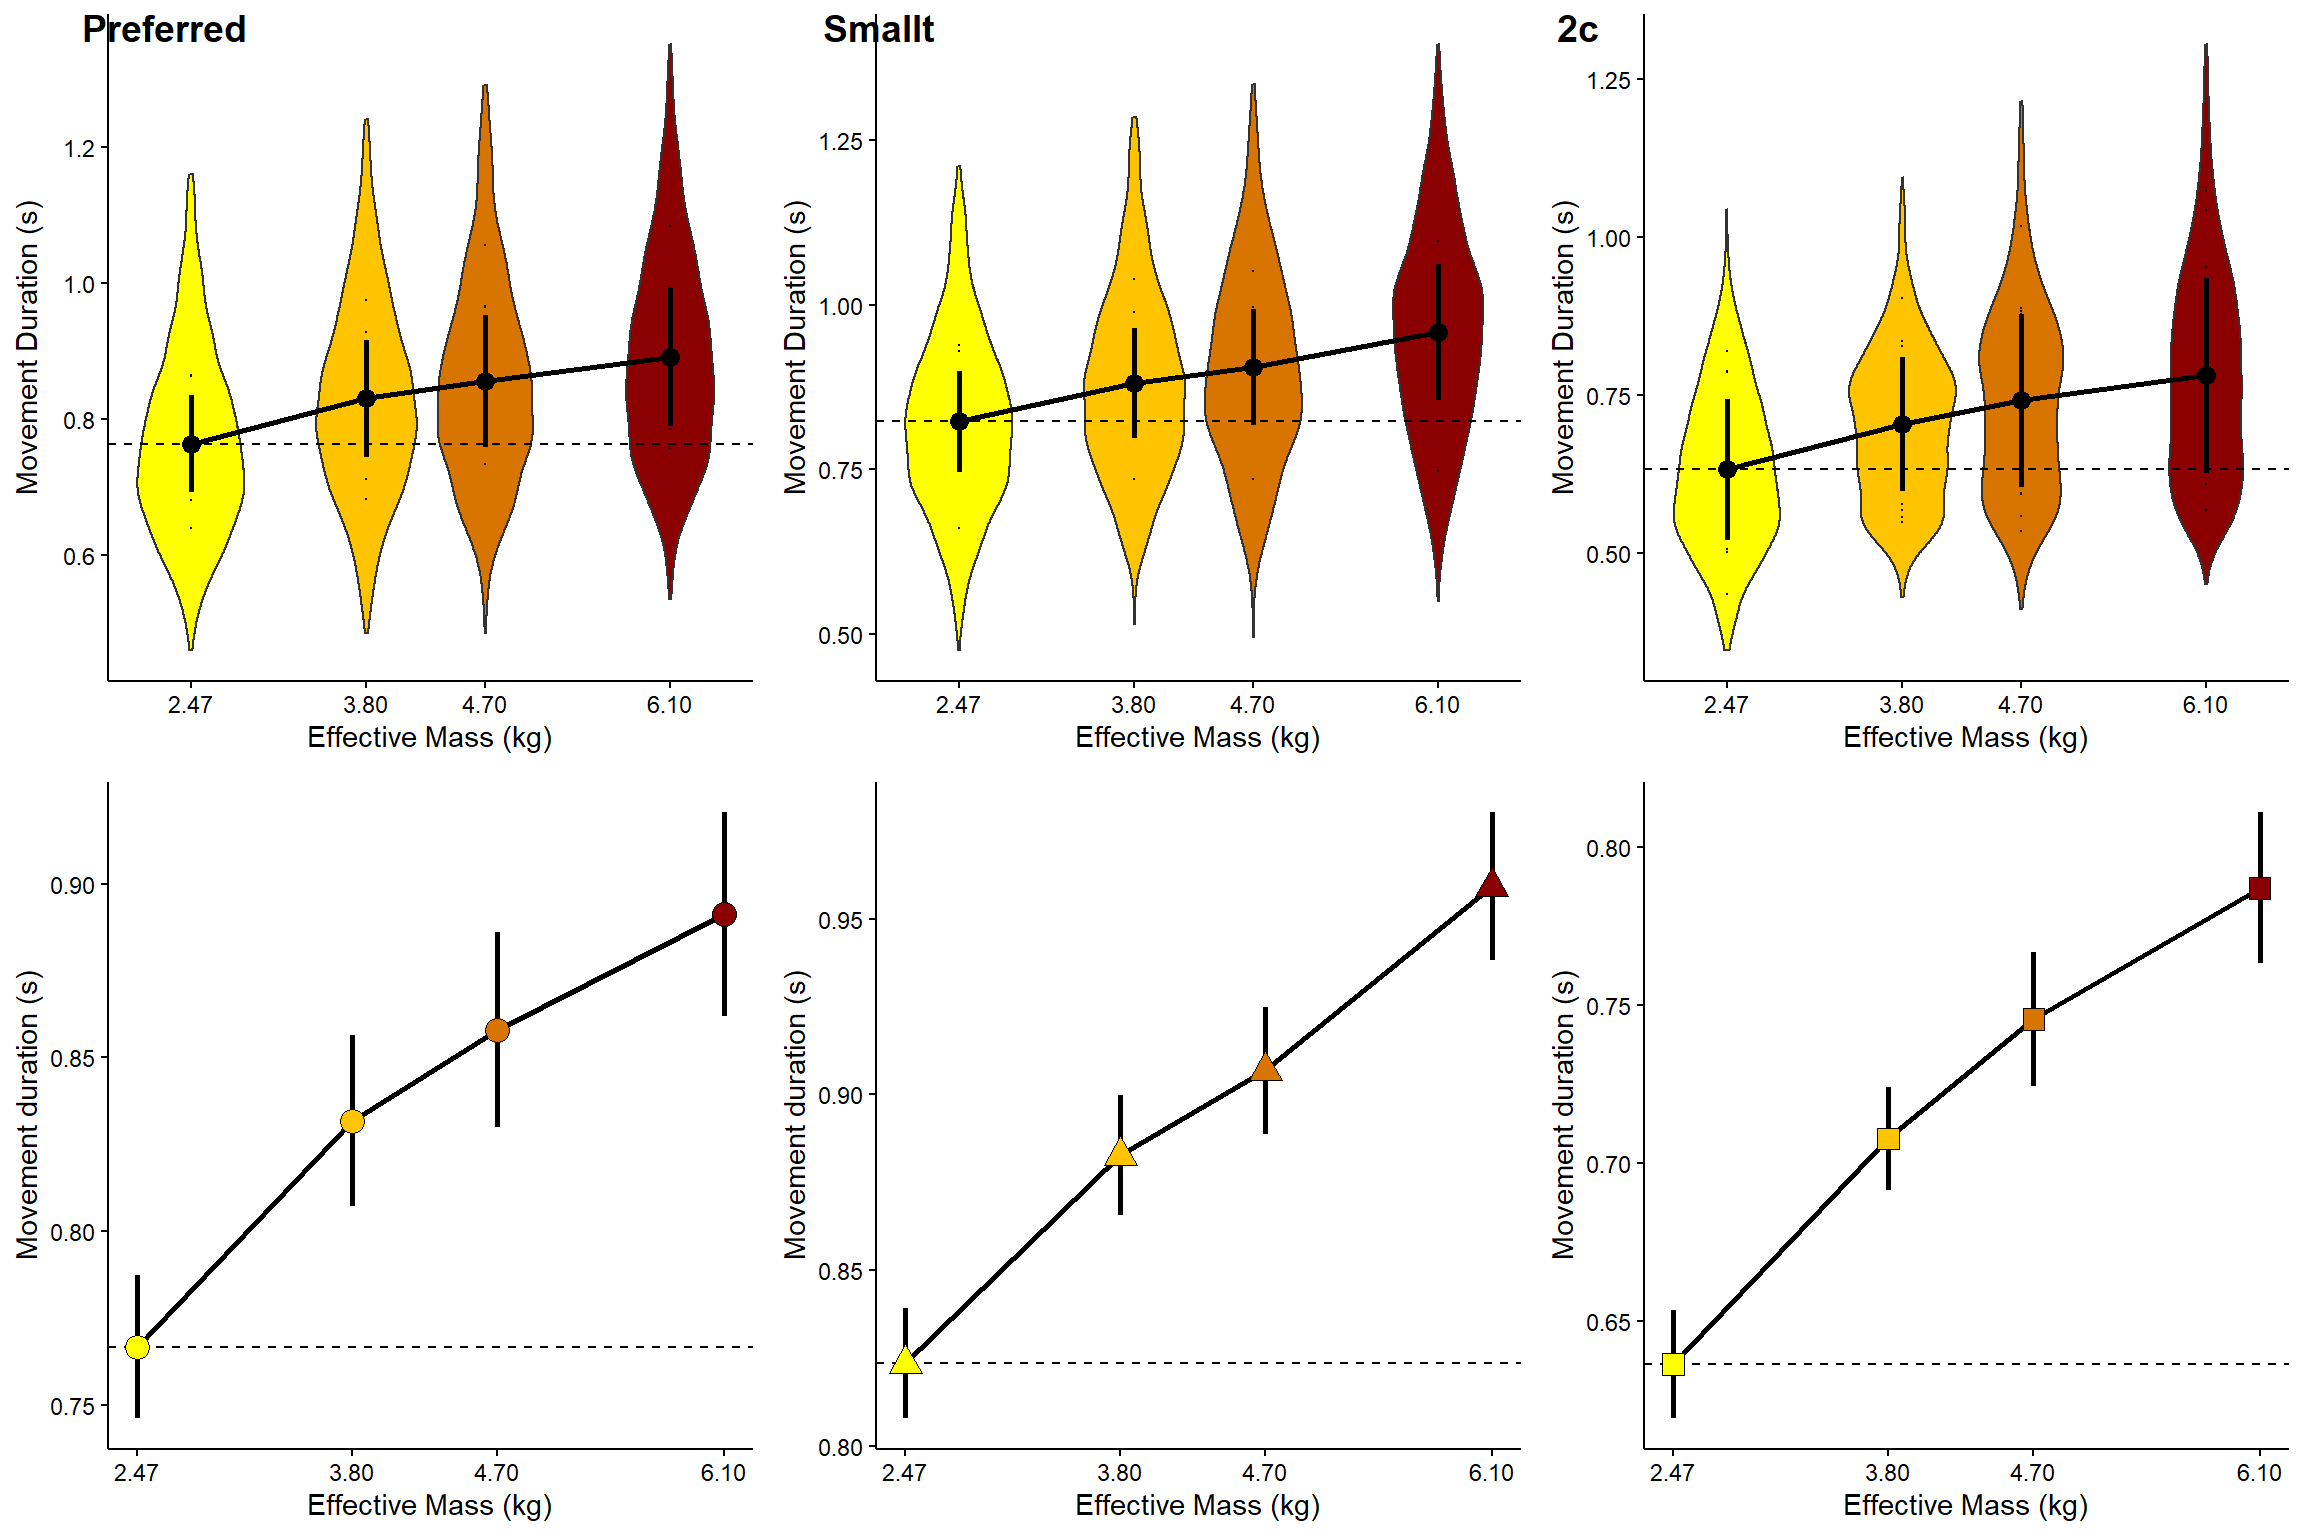 Preferred
Movement Duration (s)
1.2
1.0
0.8
0.6
2.47 3.80 4.70 6.10
Effective Mass (kg)
Smallt
Movement Duration (s)
1.25
1.00
0.75
0.50
2.47 3.80 4.70 6.10
Effective Mass (kg)
2c
Movement Duration (s)
1.25
1.00
0.75
0.50
2.47 3.80 4.70 6.10
Effective Mass (kg)
Movement duration (s)
0.90
0.85
0.80
0.75
2.47 3.80 4.70 6.10
Effective Mass (kg)
Movement duration (s)
0.95
0.90
0.85
0.80
2.47 3.80 4.70 6.10
Effective Mass (kg)
Movement duration (s)
0.80
0.75
0.70
0.65
2.47 3.80 4.70 6.10
Effective Mass (kg)